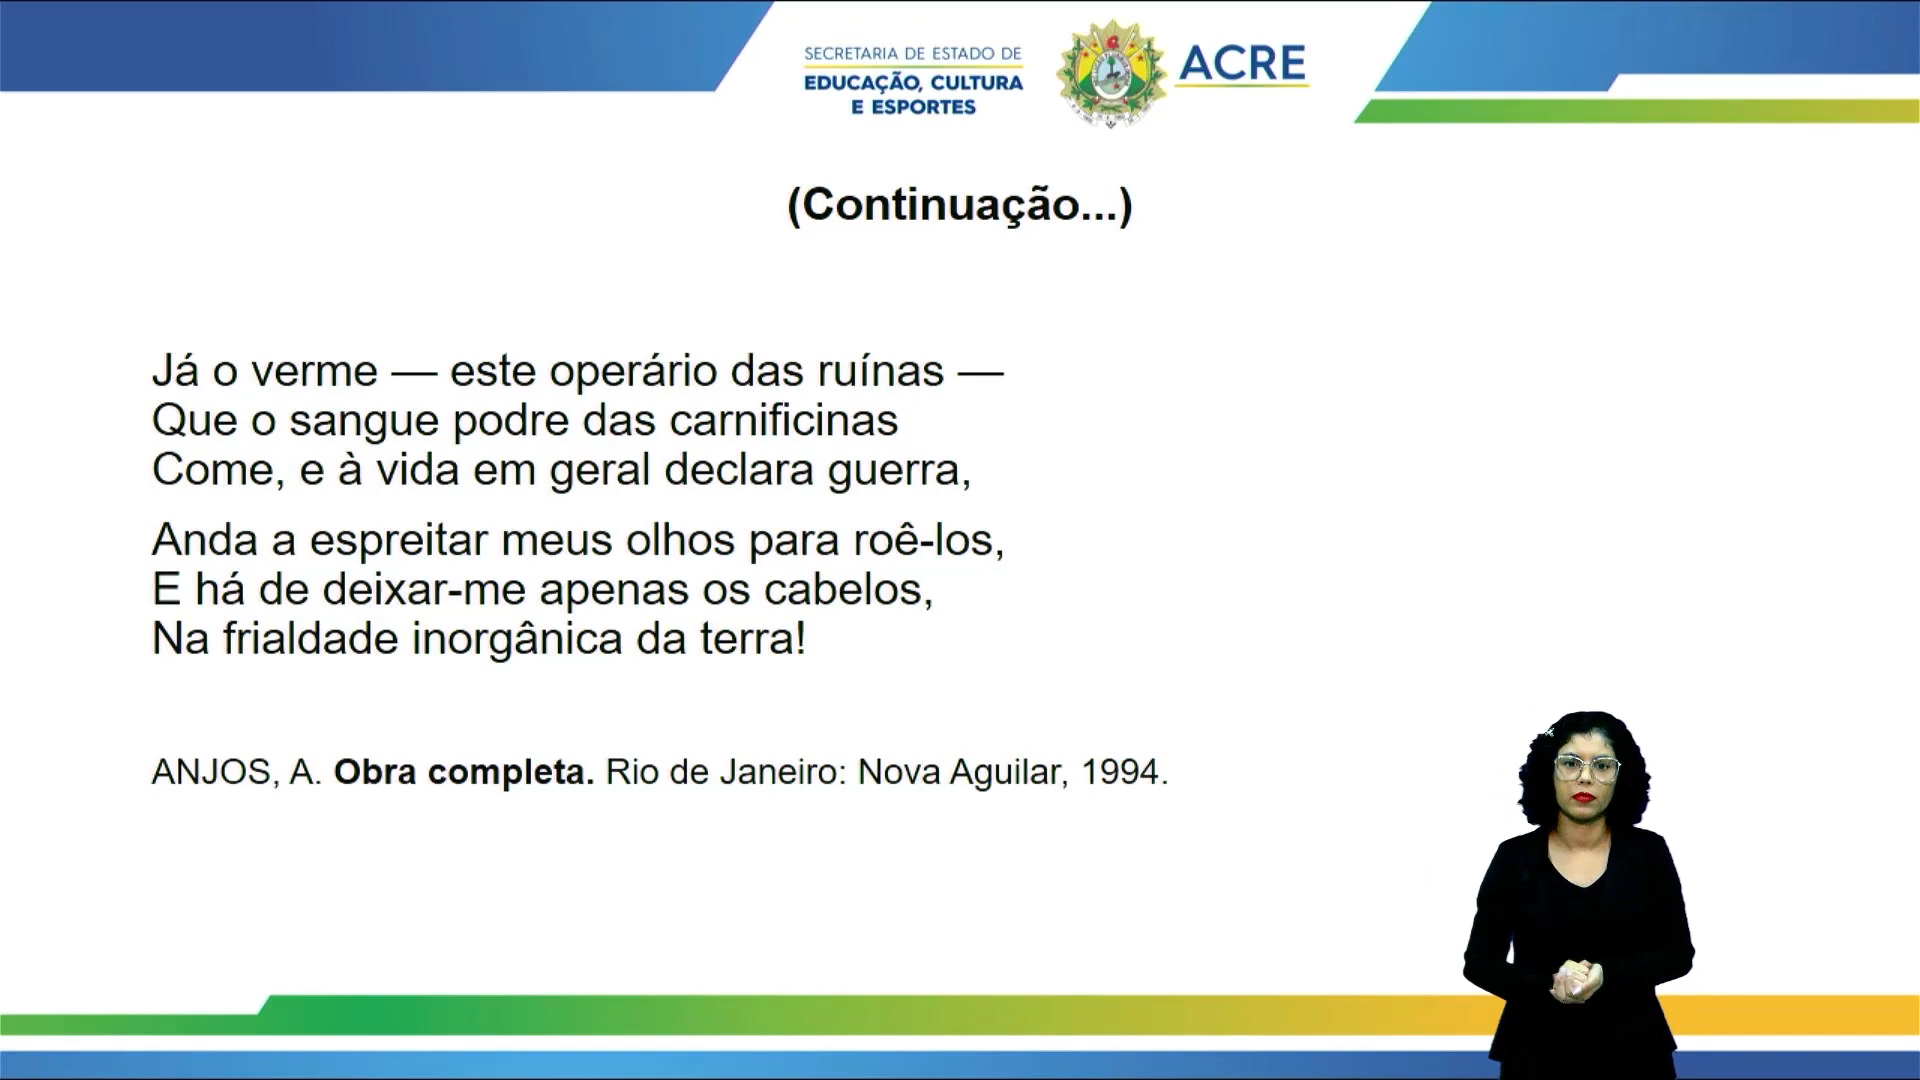 SECRETARIA DE ESTADO DE
EDUCAÇÃO, CULTURA
E ESPORTES
ACRE
(Continuação...)
Já o verme — este operário das ruínas —
Que o sangue podre das carnificinas
Come, e à vida em geral declara guerra,
Anda a espreitar meus olhos para roê-los,
E há de deixar-me apenas os cabelos,
Na frialdade inorgânica da terra!
ANJOS, A. Obra completa. Rio de Janeiro: Nova Aguilar, 1994.